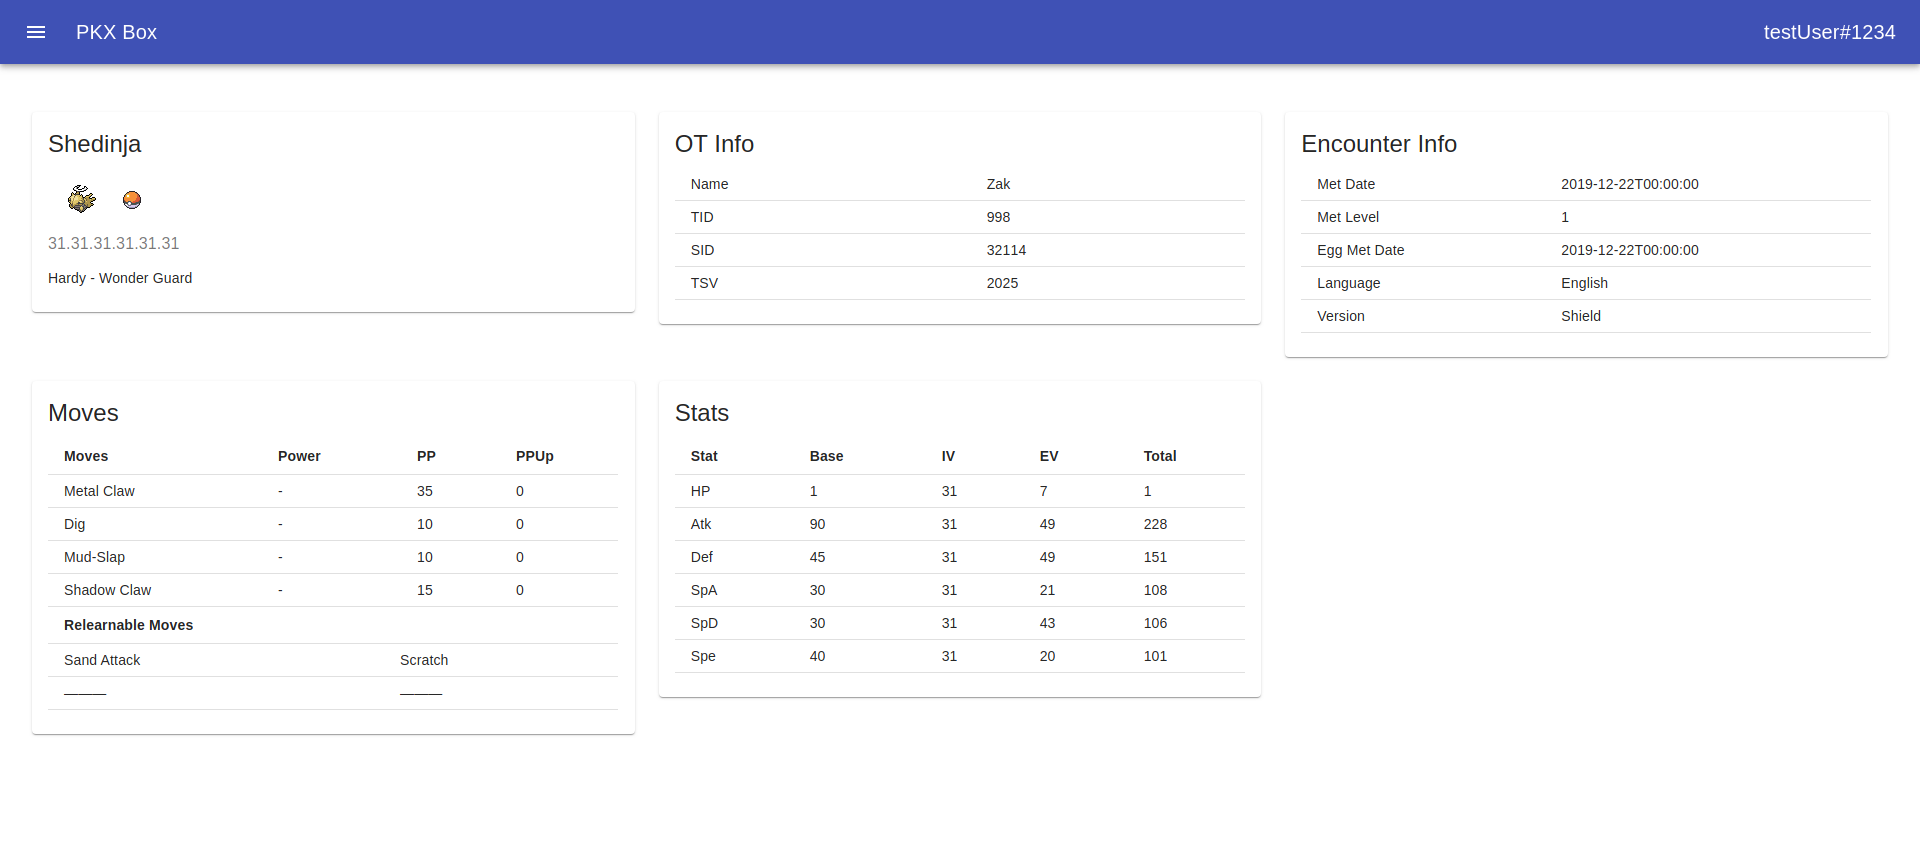 PKX Box
testUser#1234
Shedinja
31.31.31.31.31.31
Hardy - Wonder Guard
OT Info
Name Zak
TID 998
SID 32114
TSV 2025
Encounter Info
Met Date 2019-12-22T00:00:00
Met Level 1
Egg Met Date 2019-12-22T00:00:00
Language English
Version Shield
Moves
Moves Power PP PPUp
Metal Claw - 35 0
Dig - 10 0
Mud-Slap - 10 0
Shadow Claw - 15 0
Relearnable Moves
Sand Attack Scratch
——— ———
Stats
Stat Base IV EV Total
HP 1 31 7 1
Atk 90 31 49 228
Def 45 31 49 151
SpA 30 31 21 108
SpD 30 31 43 106
Spe 40 31 20 101